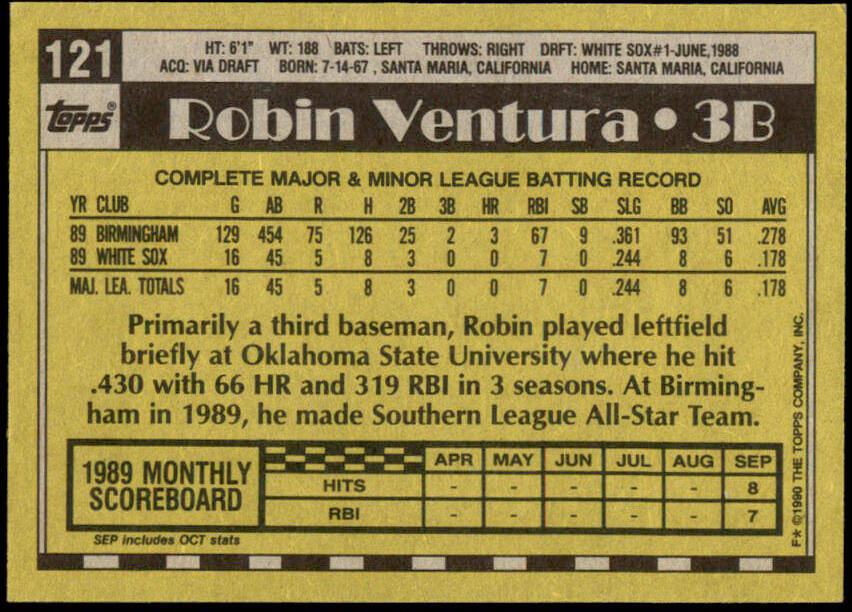 121
HT: 6'1" WT: 188 BATS: LEFT THROWS: RIGHT DRFT: WHITE SOX#1-JUNE,1988
ACQ: VIA DRAFT BORN: 7-14-67 , SANTA MARIA, CALIFORNIA HOME: SANTA MARIA, CALIFORNIA
Topps®
Robin Ventura • 3B
COMPLETE MAJOR & MINOR LEAGUE BATTING RECORD
YR CLUB G AB R H 2B 3B HR RBI SB SLG BB SO AVG
89 BIRMINGHAM 129 454 75 126 25 2 3 67 9 .361 93 51 .278
89 WHITE SOX 16 45 5 8 3 0 0 7 0 .244 8 6 .178
MAJ. LEA. TOTALS 16 45 5 8 3 0 0 7 0 .244 8 6 .178
Primarily a third baseman, Robin played leftfield
briefly at Oklahoma State University where he hit
.430 with 66 HR and 319 RBI in 3 seasons. At Birming-
ham in 1989, he made Southern League All-Star Team.
1989 MONTHLY
SCOREBOARD
APR MAY JUN JUL AUG SEP
HITS - - - - - 8
RBI - - - - - 7
SEP includes OCT stats
F* ©1990 THE TOPPS COMPANY, INC.